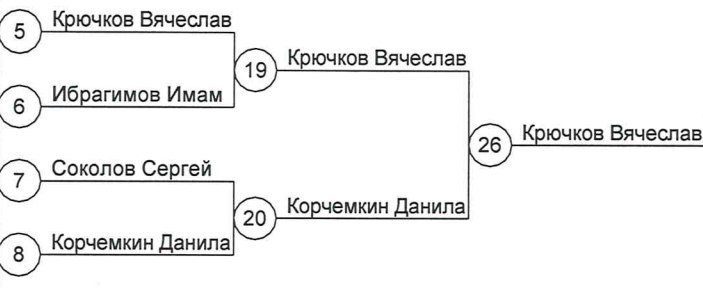 5 Крючков Вячеслав
19 Крючков Вячеслав
6 Ибрагимов Имам
26 Крючков Вячеслав
7 Соколов Сергей
20 Корчемкин Данила
8 Корчемкин Данила